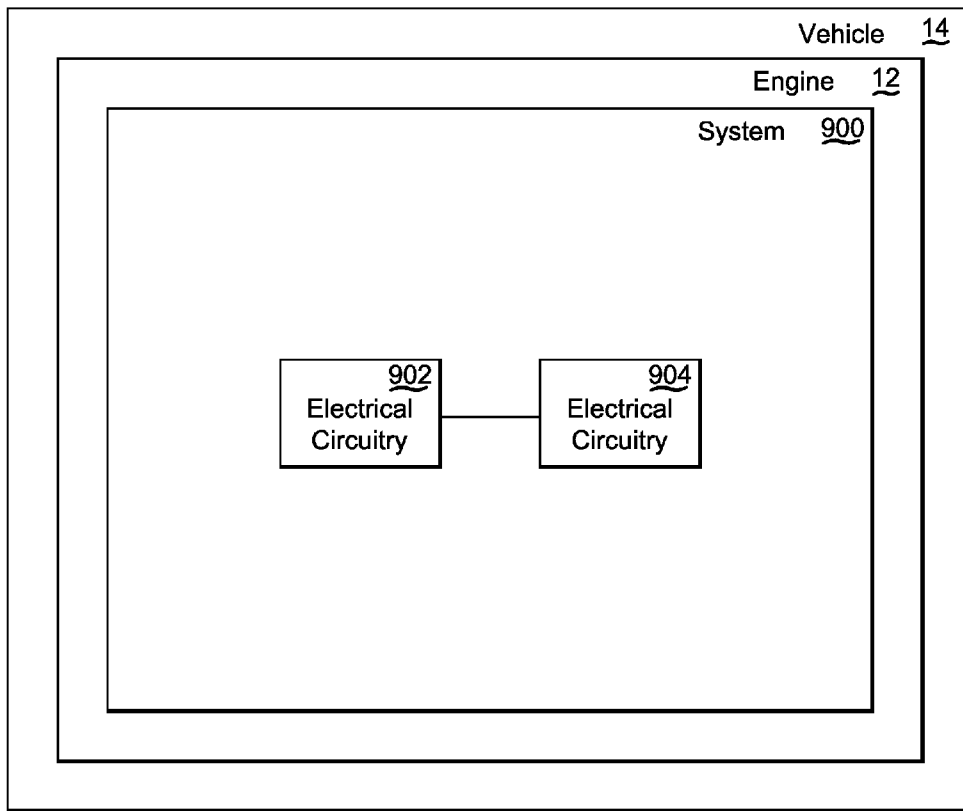 Vehicle 14
Engine 12
System 900
902
Electrical
Circuitry
904
Electrical
Circuitry